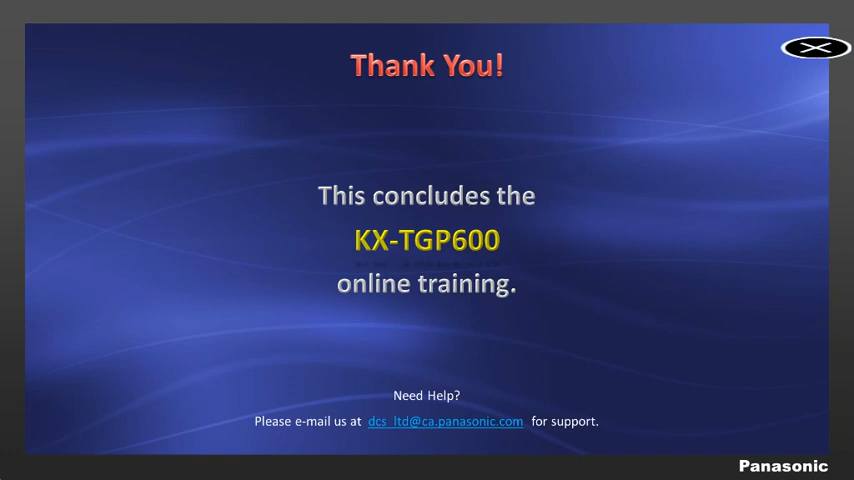 Thank You!
This concludes the
KX-TGP600
online training.
Need Help?
Please e-mail us at dcs_ltd@ca.panasonic.com for support.
Panasonic